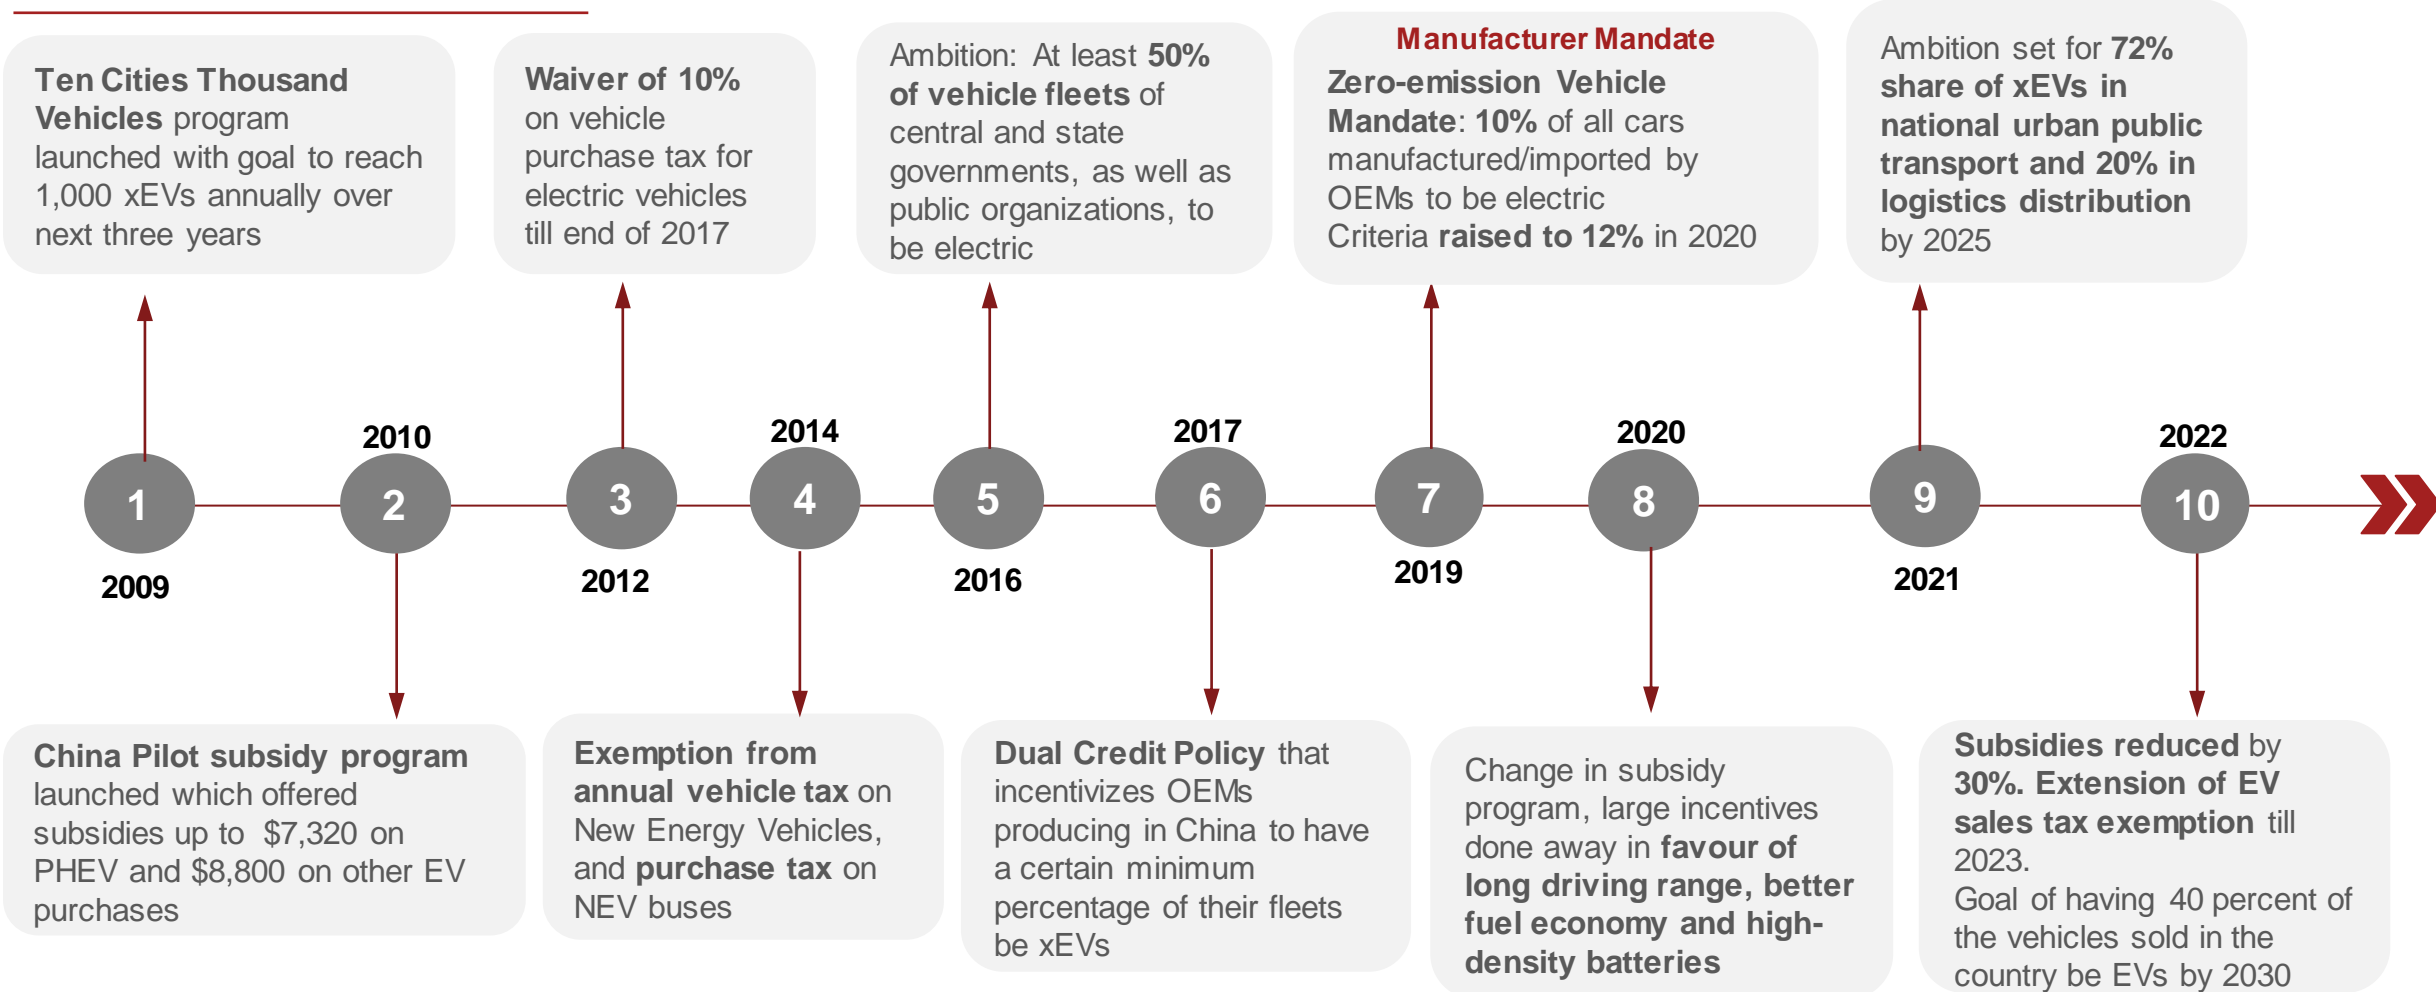 Ten Cities Thousand
Vehicles program
launched with goal to reach
1,000 xEVs annually over
next three years
Waiver of 10%
on vehicle
purchase tax for
electric vehicles
till end of 2017
Ambition: At least 50%
of vehicle fleets of
central and state
governments, as well as
public organizations, to
be electric
Manufacturer Mandate
Zero-emission Vehicle
Mandate: 10% of all cars
manufactured/imported by
OEMs to be electric
Criteria raised to 12% in 2020
Ambition set for 72%
share of xEVs in
national urban public
transport and 20% in
logistics distribution
by 2025
2010
2014
2017
2020
2022
1
2
3
4
5
6
7
8
9
10
2009
2012
2016
2019
2021
China Pilot subsidy program
launched which offered
subsidies up to $7,320 on
PHEV and $8,800 on other EV
purchases
Exemption from
annual vehicle tax on
New Energy Vehicles,
and purchase tax on
NEV buses
Dual Credit Policy that
incentivizes OEMs
producing in China to have
a certain minimum
percentage of their fleets
be xEVs
Change in subsidy
program, large incentives
done away in favour of
long driving range, better
fuel economy and high-
density batteries
Subsidies reduced by
30%. Extension of EV
sales tax exemption till
2023.
Goal of having 40 percent of
the vehicles sold in the
country be EVs by 2030